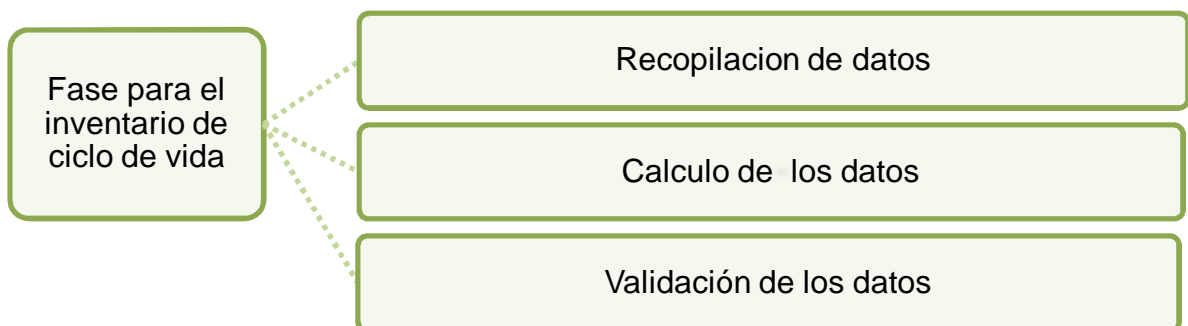 Fase para el
inventario de
ciclo de vida
Recopilacion de datos
Calculo de los datos
Validación de los datos